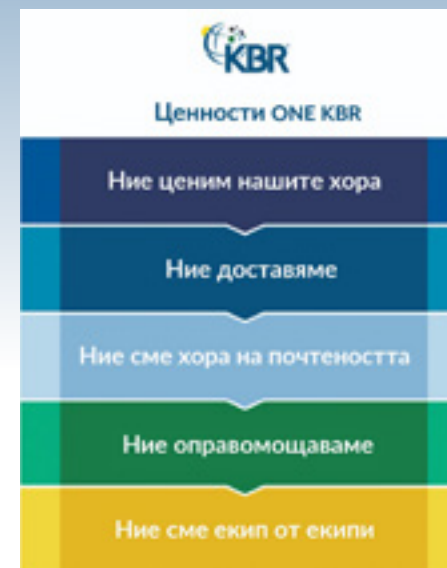 KBR
Ценности ONE KBR
Ние ценим нашите хора
Ние доставяме
Ние сме хора на почтеността
Ние оправомощаваме
Ние сме екип от екипи